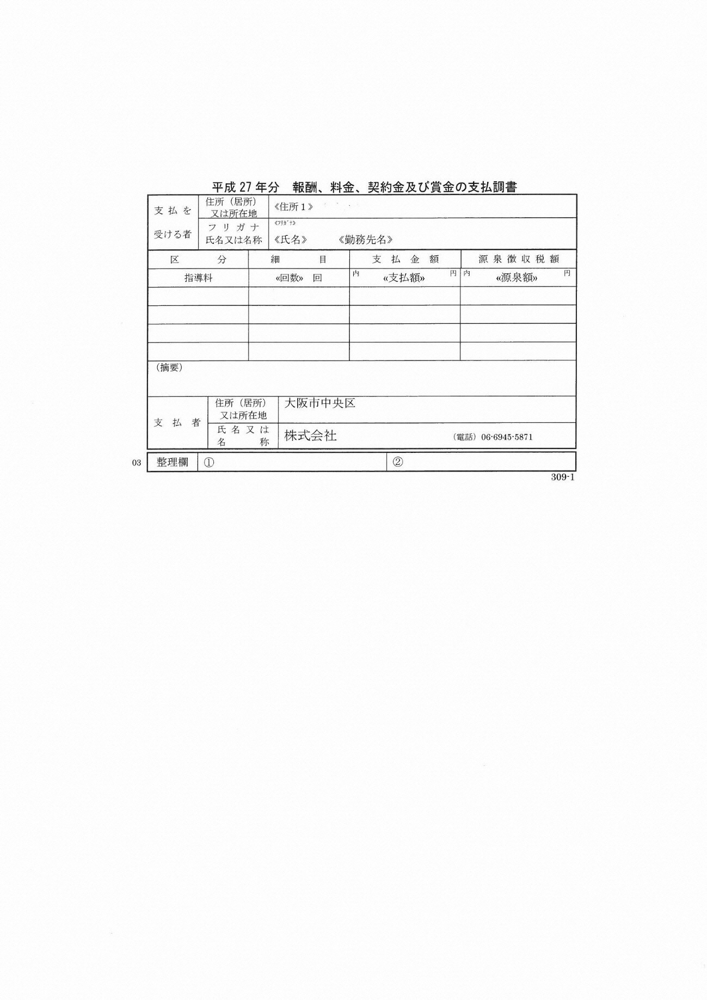 平成 27 年分　報酬、料金、契約金及び賞金の支払調書
支払を
受ける者
住所（居所）
又は所在地
《住所１》
フリガナ
氏名又は名称
《ﾌﾘｶﾞﾅ》
《氏名》　《勤務先名》
区分　細目　支払金額　源泉徴収税額
指導料　«回数»　回　内　«支払額»　円　内　«源泉額»　円
（摘要）
支払者
住所（居所）
又は所在地
大阪市中央区
氏名又は
名称
株式会社　（電話）06-6945-5871
03　整理欄　①　②
309-1